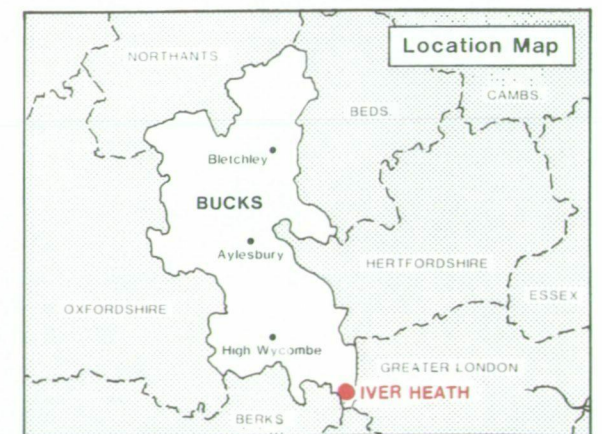 Location Map
NORTHANTS.
CAMBS.
BEDS.
Bletchley
BUCKS
Aylesbury
HERTFORDSHIRE
ESSEX
OXFORDSHIRE
High Wycombe
GREATER LONDON
IVER HEATH
BERKS